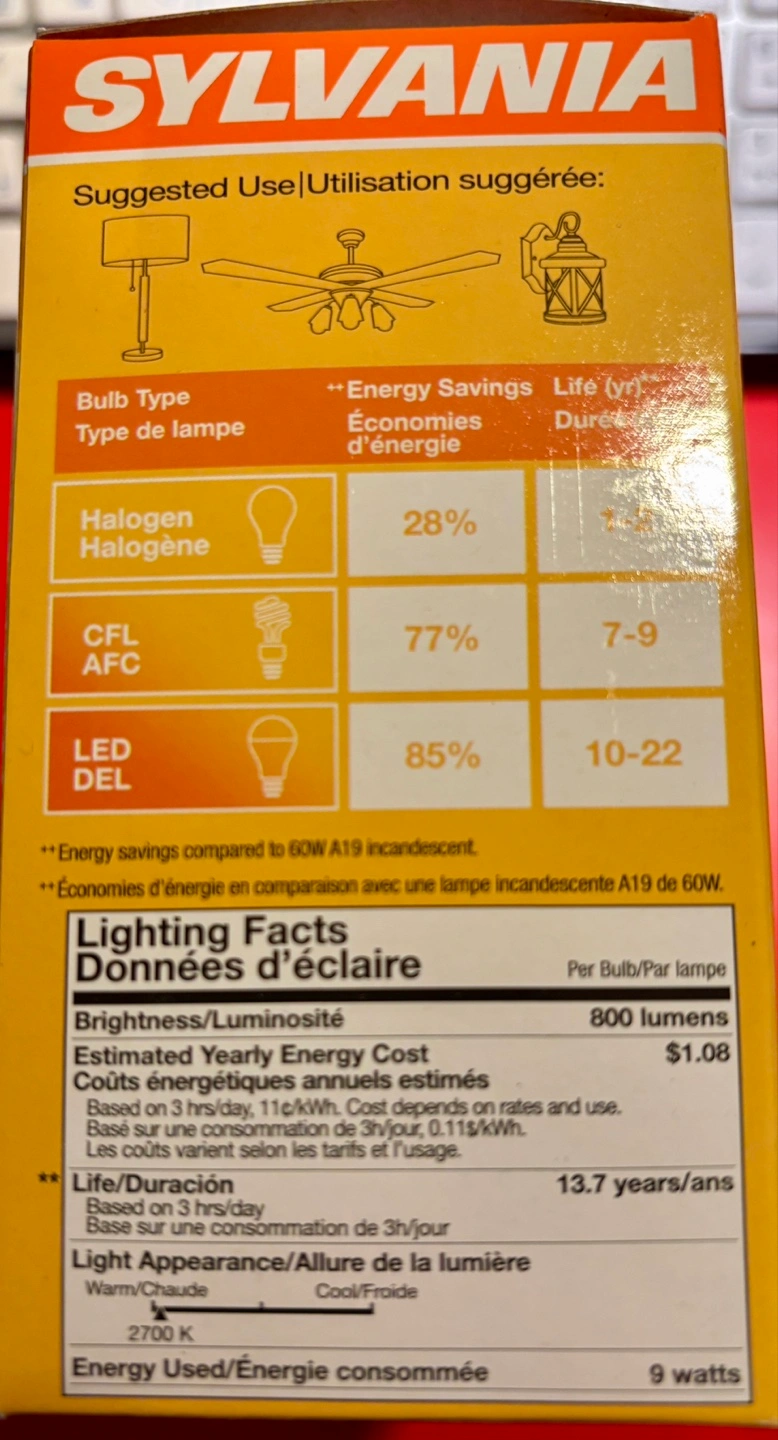 SYLVANIA
Suggested Use|Utilisation suggérée:
Bulb Type
Type de lampe
++Energy Savings
Économies
d'énergie
Life (yr)**
Halogen
Halogène
28%
CFL
AFC
77%
7-9
LED
DEL
85%
10-22
++Energy savings compared to 60W A19 incandescent.
++Économies d'énergie en comparaison avec une lampe incandescente A19 de 60W.
Lighting Facts
Données d'éclaire
Per Bulb/Par lampe
Brightness/Luminosité 800 lumens
Estimated Yearly Energy Cost $1.08
Coûts énergétiques annuels estimés
Based on 3 hrs/day, 11¢/kWh. Cost depends on rates and use.
Basé sur une consommation de 3h/jour, 0.11$/kWh.
Les coûts varient selon les tarifs et l'usage.
** Life/Duración 13.7 years/ans
Based on 3 hrs/day
Base sur une consommation de 3h/jour
Light Appearance/Allure de la lumière
Warm/Chaude Cool/Froide
2700 K
Energy Used/Énergie consommée 9 watts